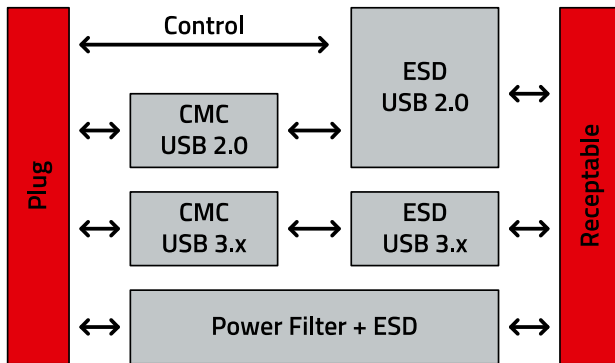 Plug
Control
ESD
USB 2.0
CMC
USB 2.0
CMC
USB 3.x
ESD
USB 3.x
Power Filter + ESD
Receptable